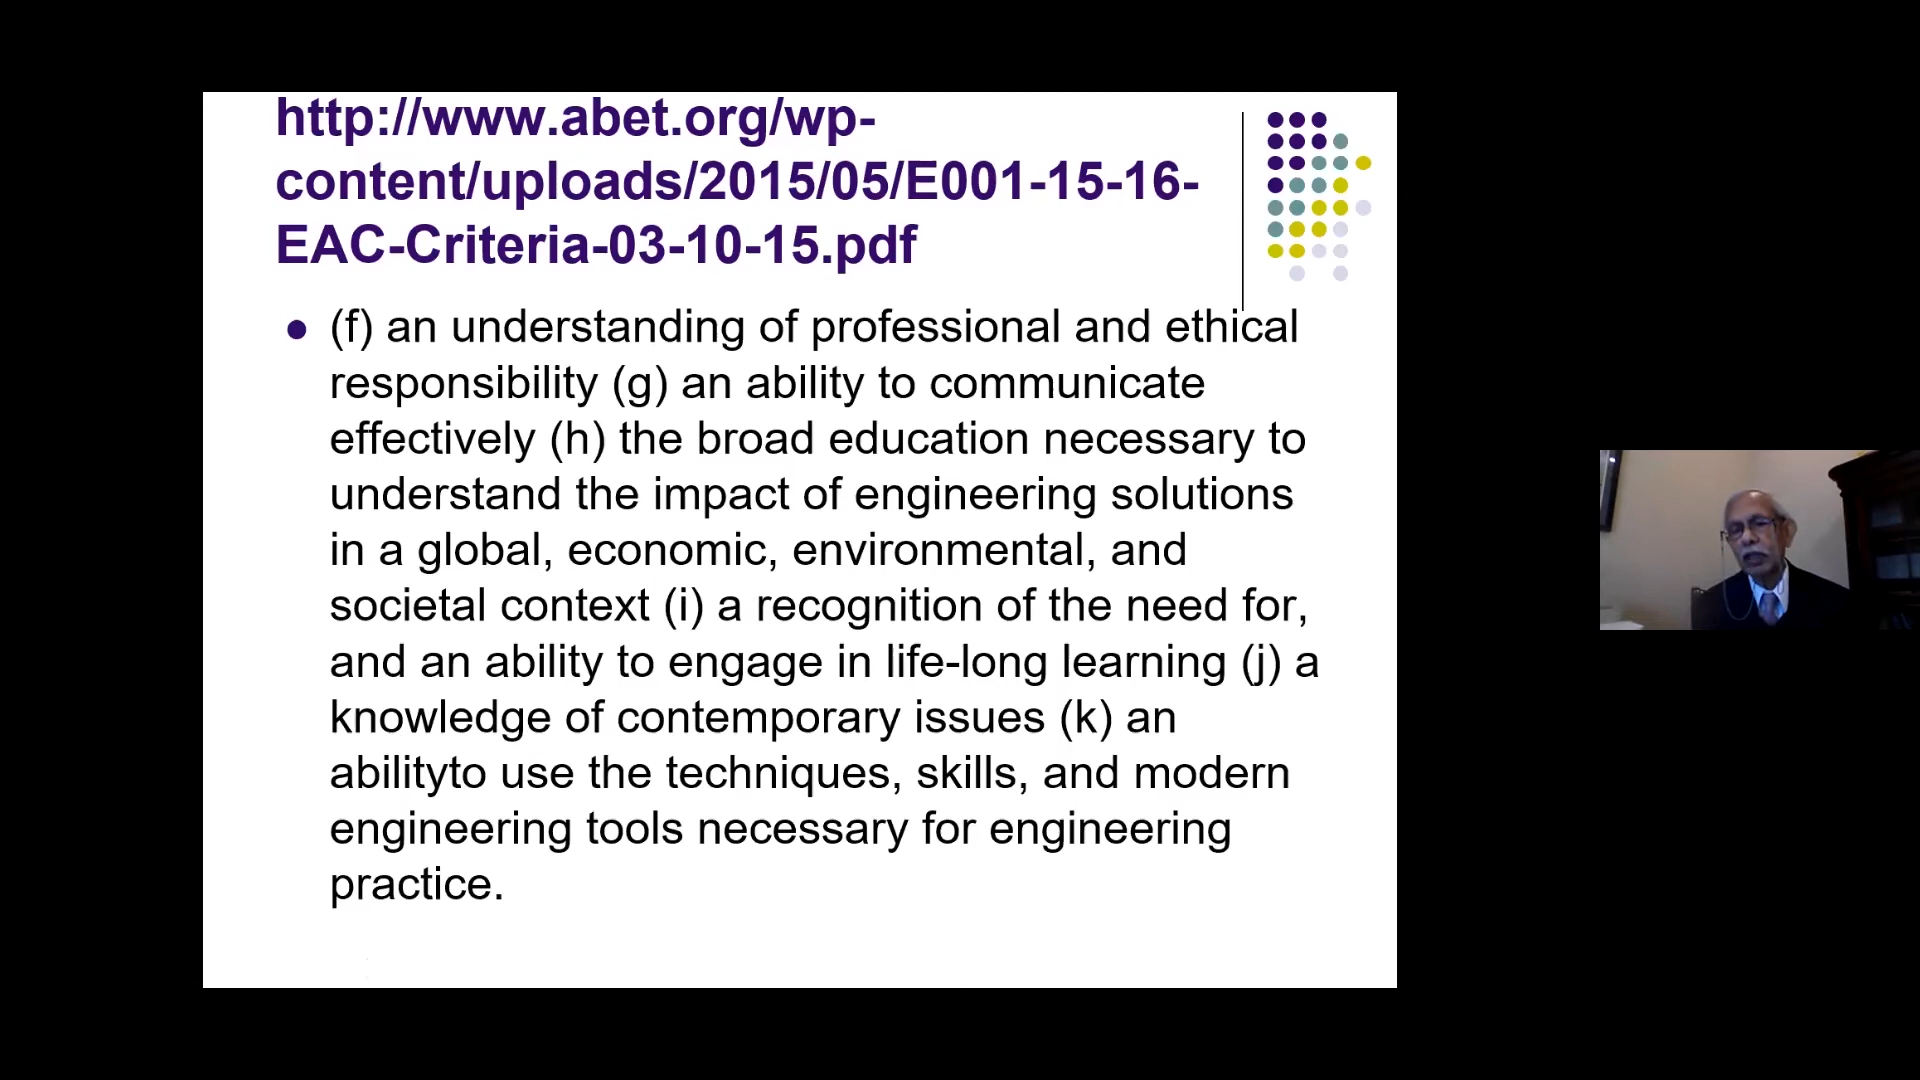 http://www.abet.org/wp-
content/uploads/2015/05/E001-15-16-
EAC-Criteria-03-10-15.pdf
(f) an understanding of professional and ethical
responsibility (g) an ability to communicate
effectively (h) the broad education necessary to
understand the impact of engineering solutions
in a global, economic, environmental, and
societal context (i) a recognition of the need for,
and an ability to engage in life-long learning (j) a
knowledge of contemporary issues (k) an
abilityto use the techniques, skills, and modern
engineering tools necessary for engineering
practice.